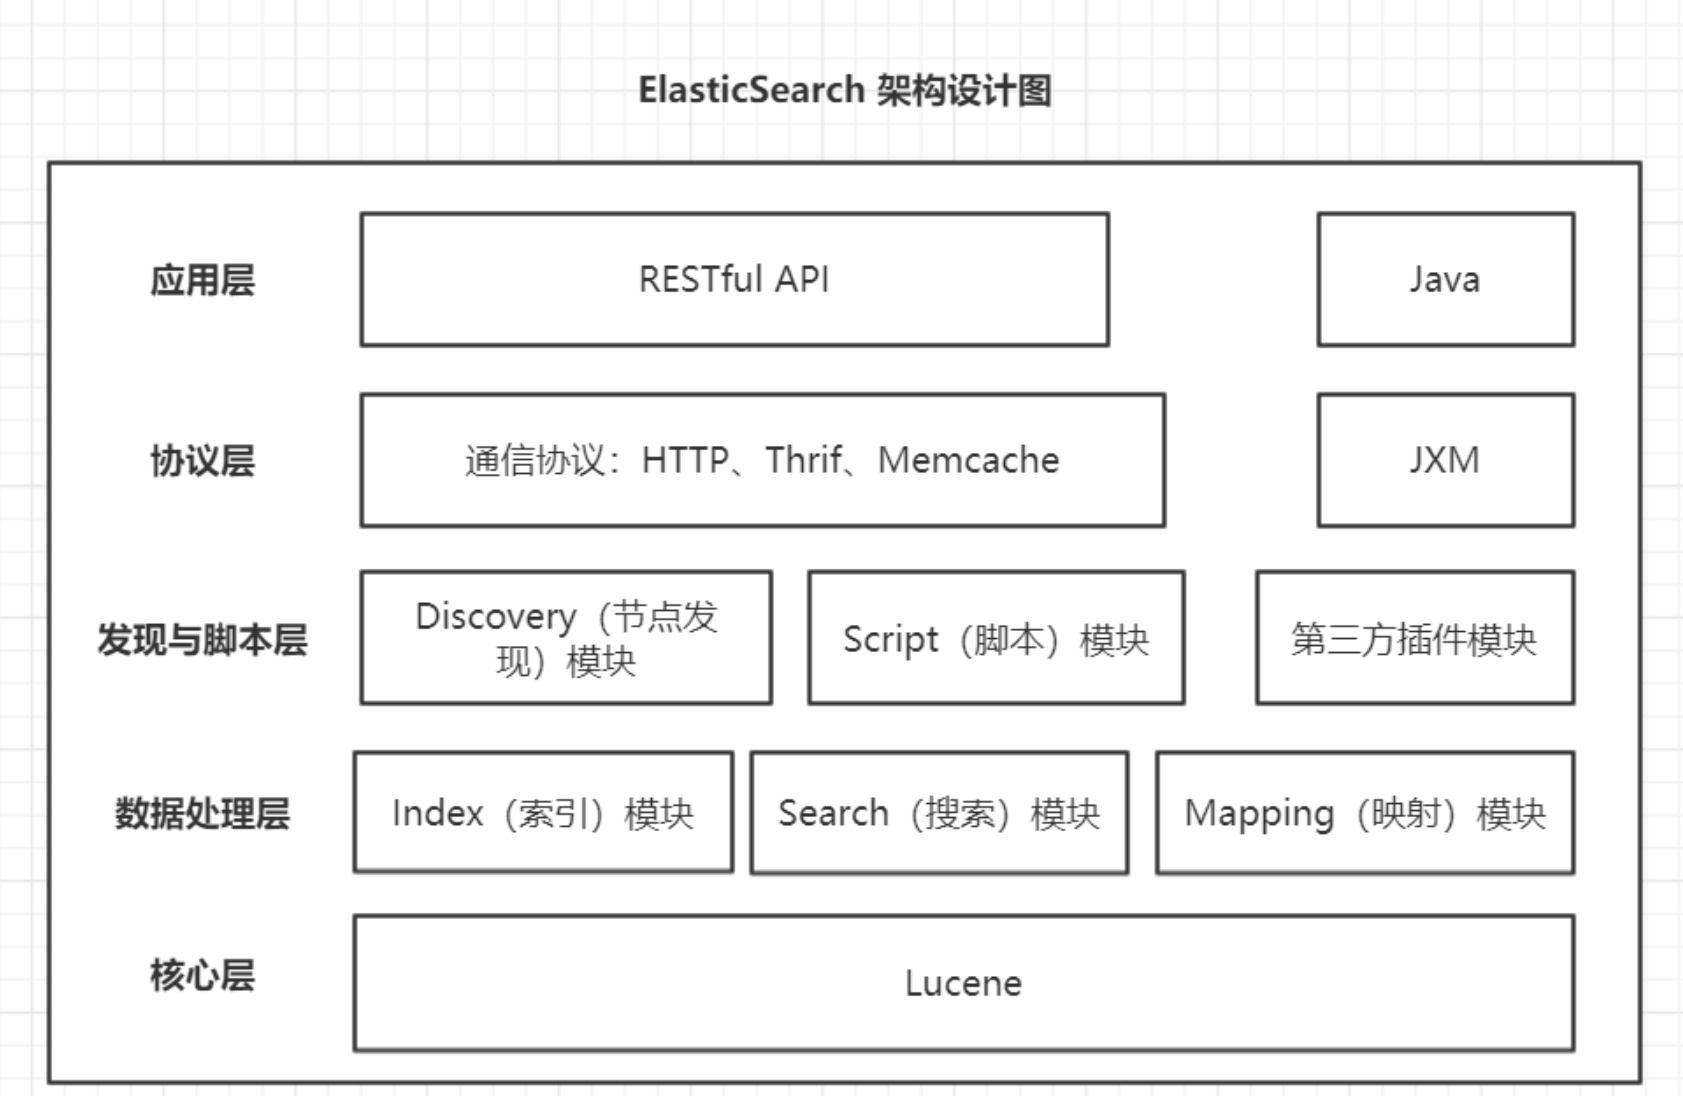 ElasticSearch 架构设计图
应用层
RESTful API
Java
协议层
通信协议：HTTP、Thrif、Memcache
JXM
发现与脚本层
Discovery（节点发
现）模块
Script（脚本）模块
第三方插件模块
数据处理层
Index（索引）模块
Search（搜索）模块
Mapping（映射）模块
核心层
Lucene